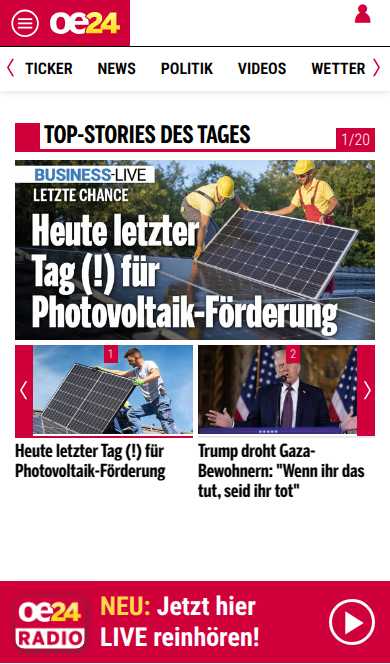 oe24
TICKER NEWS POLITIK VIDEOS WETTER
TOP-STORIES DES TAGES
1/20
BUSINESS-LIVE
LETZTE CHANCE
Heute letzter
Tag (!) für
Photovoltaik-Förderung
1
2
Heute letzter Tag (!) für
Photovoltaik-Förderung
Trump droht Gaza-
Bewohnern: "Wenn ihr das
tut, seid ihr tot"
oe24
RADIO
NEU: Jetzt hier
LIVE reinhören!